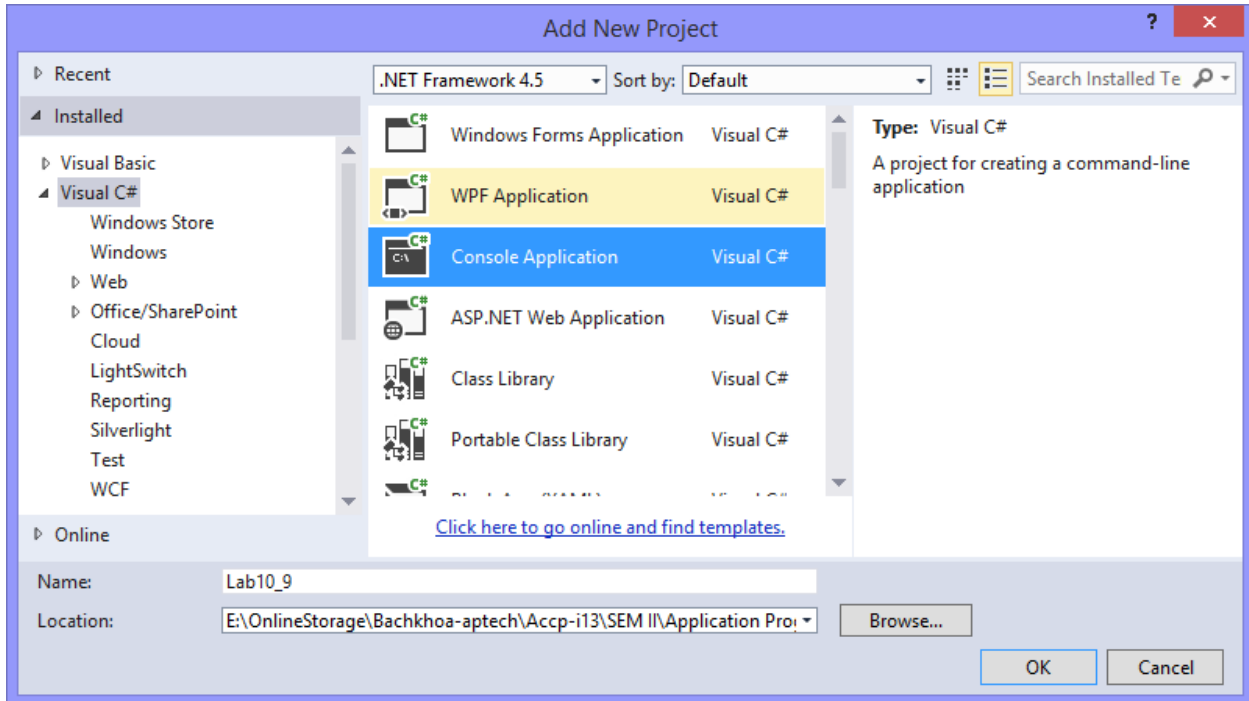 Add New Project
?
Recent
.NET Framework 4.5
Sort by:
Default
Search Installed Te
Installed
Visual Basic
Visual C#
Windows Store
Windows
Web
Office/SharePoint
Cloud
LightSwitch
Reporting
Silverlight
Test
WCF
Online
C#
Windows Forms Application Visual C#
C#
WPF Application Visual C#
C#
C:\
Console Application Visual C#
C#
ASP.NET Web Application Visual C#
C#
Class Library Visual C#
C#
Portable Class Library Visual C#
C#
Click here to go online and find templates.
Type: Visual C#
A project for creating a command-line
application
Name: Lab10_9
Location: E:\OnlineStorage\Bachkhoa-aptech\Accp-i13\SEM II\Application Pro
Browse...
OK Cancel